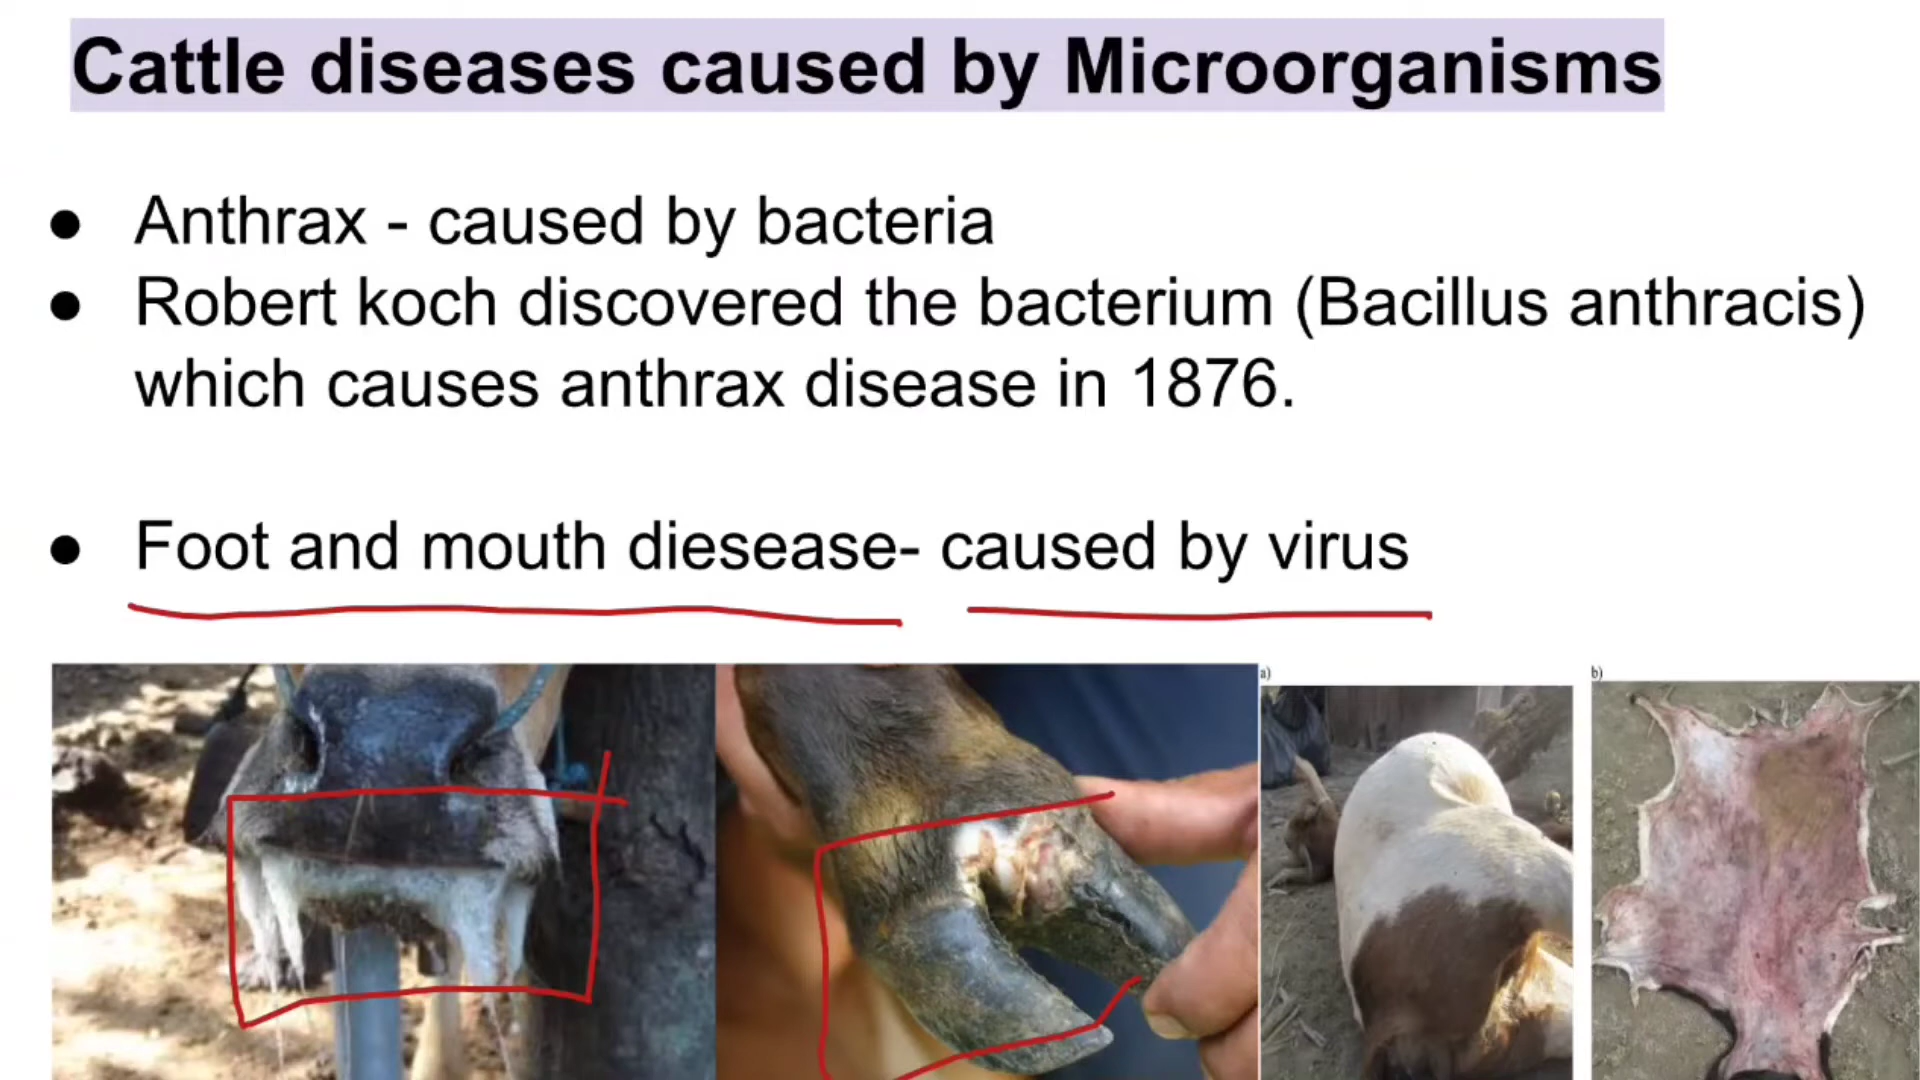 Cattle diseases caused by Microorganisms
● Anthrax - caused by bacteria
● Robert koch discovered the bacterium (Bacillus anthracis)
which causes anthrax disease in 1876.
● Foot and mouth diesease- caused by virus
a)
b)